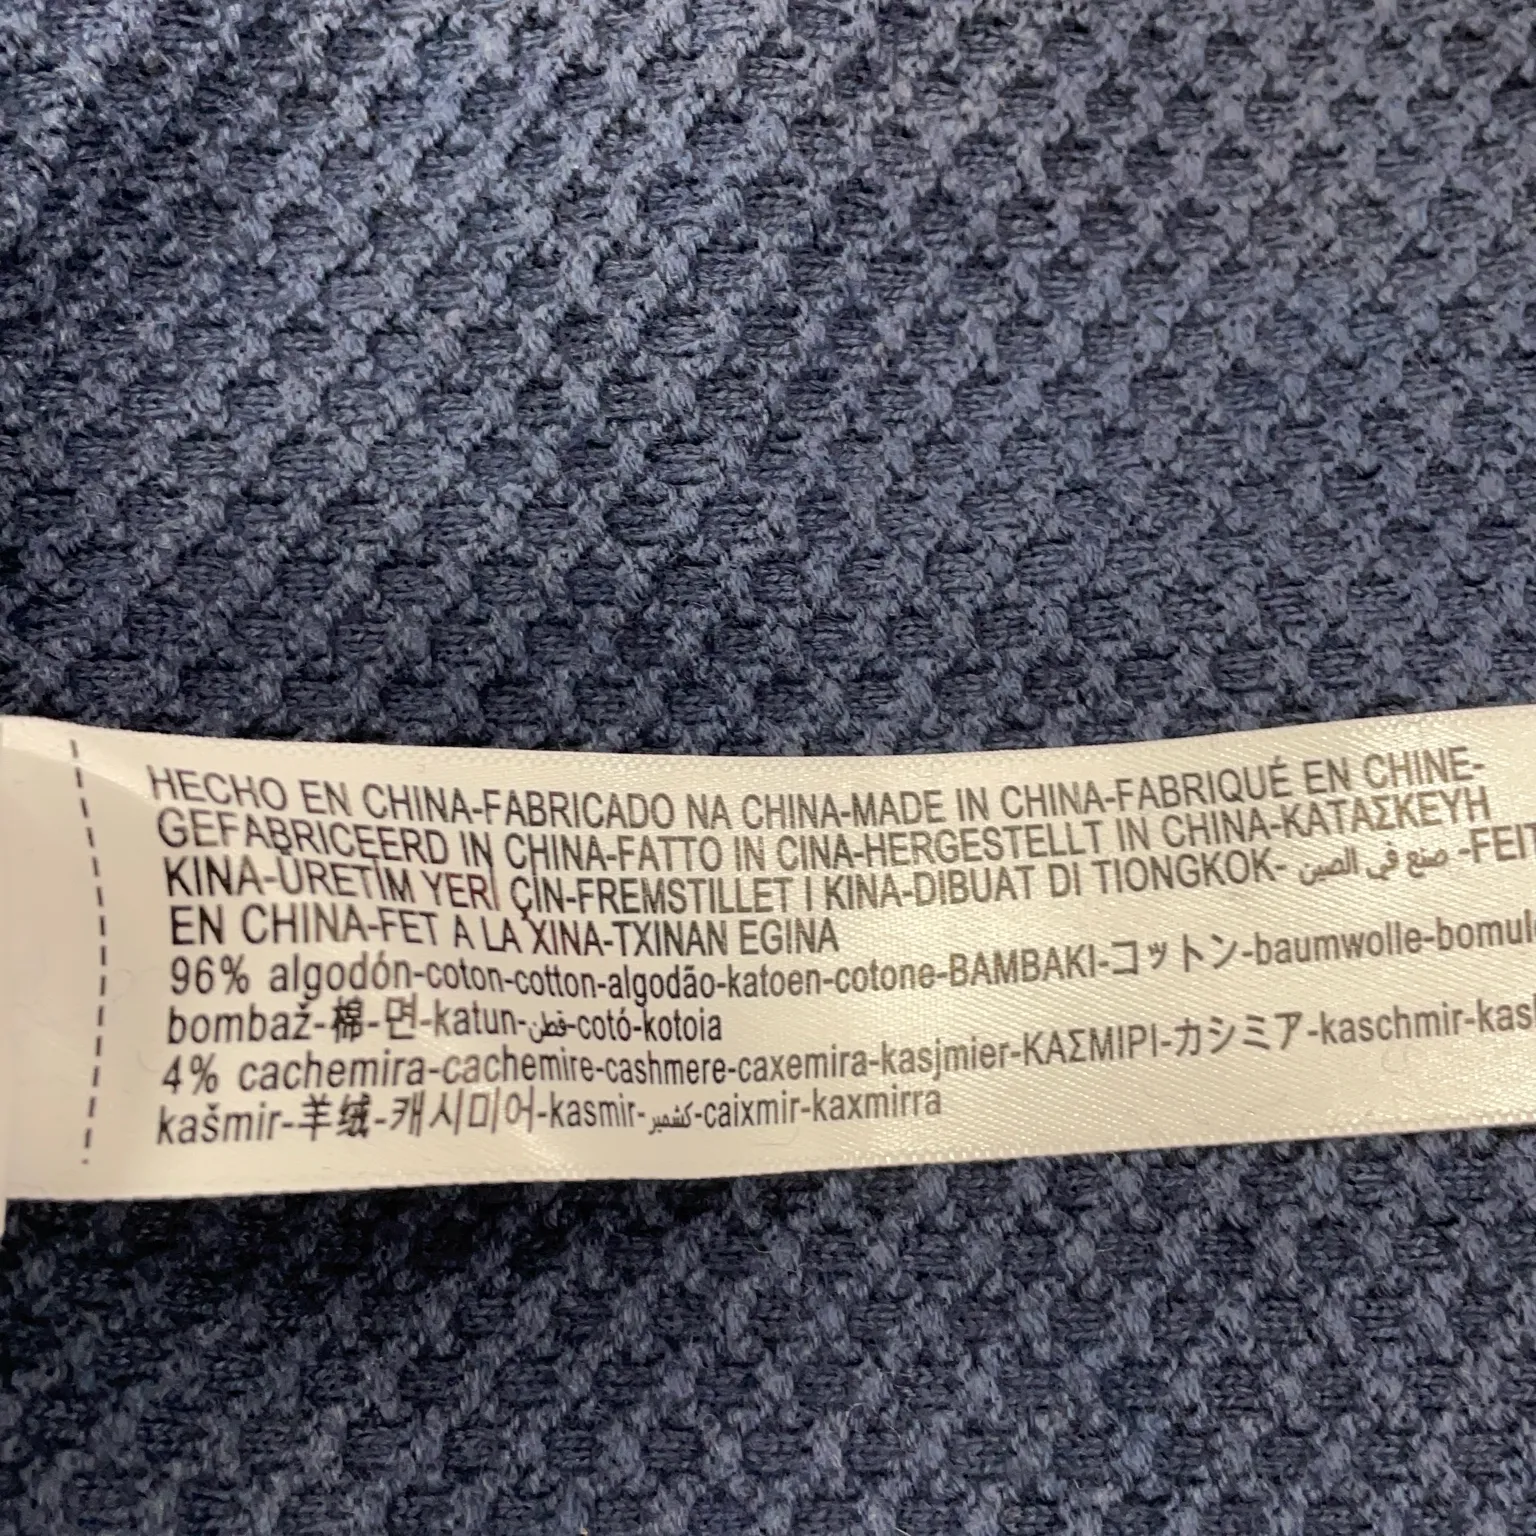 HECHO EN CHINA-FABRICADO NA CHINA-MADE IN CHINA-FABRIQUÉ EN CHINE-
GEFABRICEERD IN CHINA-FATTO IN CINA-HERGESTELLT IN CHINA-ΚΑΤΑΣΚΕΥΗ
KINA-ÜRETİM YERİ ÇİN-FREMSTILLET I KINA-DIBUAT DI TIONGKOK- صنع في الصين -FEIT
EN CHINA-FET A LA XINA-TXINAN EGINA
96% algodón-coton-cotton-algodão-katoen-cotone-BAMBAKI-コットン-baumwolle-bomul
bombaž-棉-면-katun-قطن-cotó-kotoia
4% cachemira-cachemire-cashmere-caxemira-kasjmier-ΚΑΣΜΙΡΙ-カシミア-kaschmir-kas
kašmir-羊绒-캐시미어-kasmir-كشمير-caixmir-kaxmirra